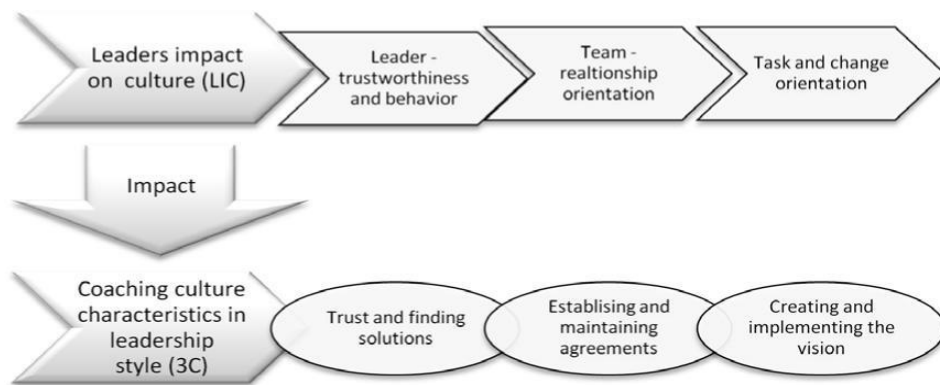 Leaders impact
on culture (LIC)
Leader -
trustworthiness
and behavior
Team -
realtionship
orientation
Task and change
orientation
Impact
Coaching culture
characteristics in
leadership
style (3C)
Trust and finding
solutions
Establising and
maintaining
agreements
Creating and
implementing the
vision